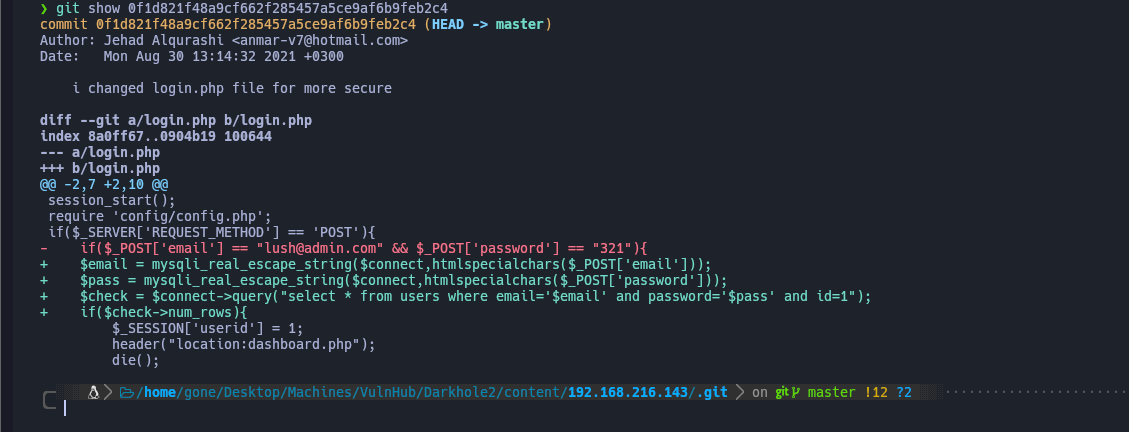 ❯ git show 0f1d821f48a9cf662f285457a5ce9af6b9feb2c4
commit 0f1d821f48a9cf662f285457a5ce9af6b9feb2c4 (HEAD -> master)
Author: Jehad Alqurashi <anmar-v7@hotmail.com>
Date:   Mon Aug 30 13:14:32 2021 +0300

    i changed login.php file for more secure

diff --git a/login.php b/login.php
index 8a0ff67..0904b19 100644
--- a/login.php
+++ b/login.php
@@ -2,7 +2,10 @@
 session_start();
 require 'config/config.php';
 if($_SERVER['REQUEST_METHOD'] == 'POST'){
-    if($_POST['email'] == "lush@admin.com" && $_POST['password'] == "321"){
+    $email = mysqli_real_escape_string($connect,htmlspecialchars($_POST['email']));
+    $pass = mysqli_real_escape_string($connect,htmlspecialchars($_POST['password']));
+    $check = $connect->query("select * from users where email='$email' and password='$pass' and id=1");
+    if($check->num_rows){
         $_SESSION['userid'] = 1;
         header("location:dashboard.php");
         die();

/home/gone/Desktop/Machines/VulnHub/Darkhole2/content/192.168.216.143/.git > on git master !12 ?2